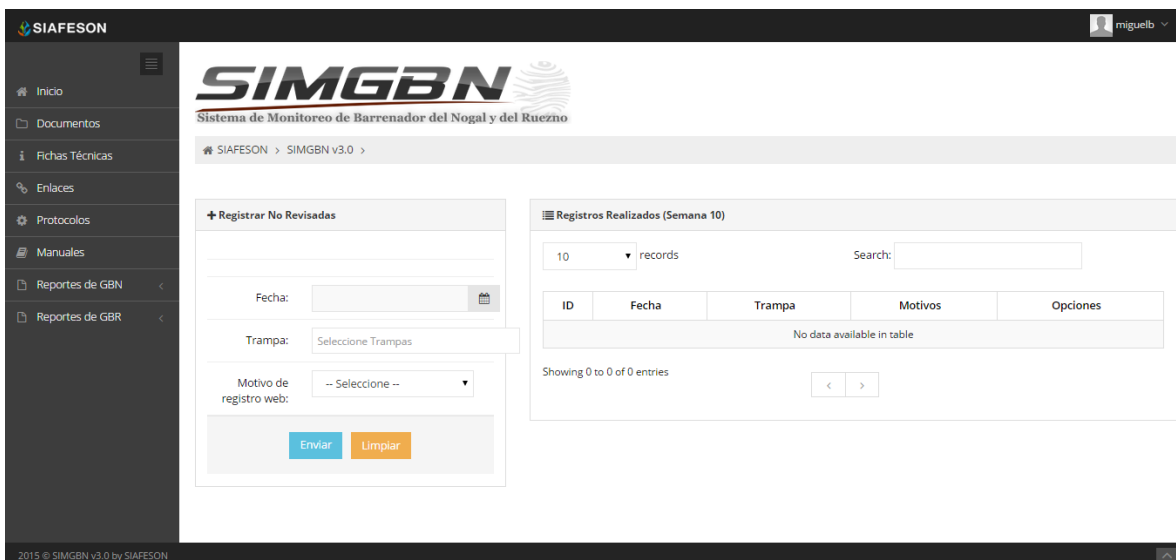 SIAFESON
miguelb
Inicio
Documentos
Fichas Técnicas
Enlaces
Protocolos
Manuales
Reportes de GBN
Reportes de GBR
SIMGBN
Sistema de Monitoreo de Barrenador del Nogal y del Ruezno
SIAFESON > SIMGBN v3.0 >
Registrar No Revisadas
Fecha:
Trampa: Seleccione Trampas
Motivo de -- Seleccione --
registro web:
Enviar Limpiar
Registros Realizados (Semana 10)
10 records Search:
ID Fecha Trampa Motivos Opciones
No data available in table
Showing 0 to 0 of 0 entries
2015 © SIMGBN v3.0 by SIAFESON